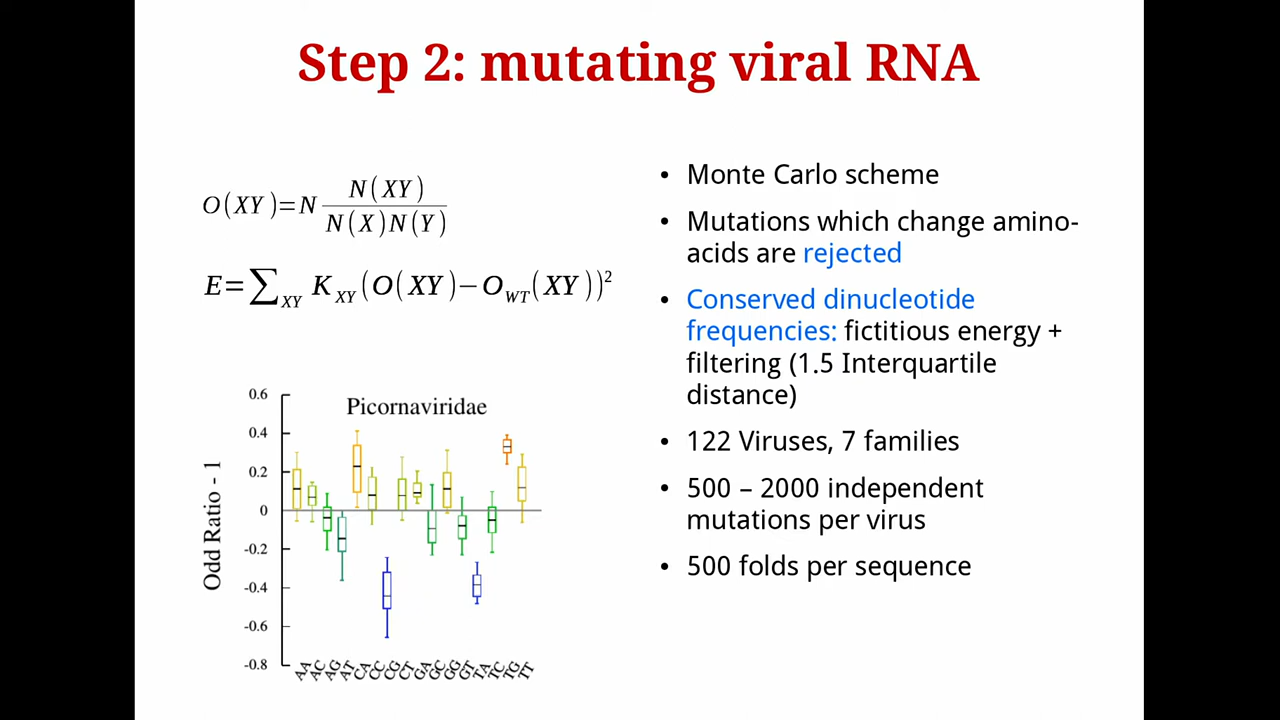 Step 2: mutating viral RNA
O(XY)=N N(XY) / N(X)N(Y)
E=∑XY KXY(O(XY)−OWT(XY))²
• Monte Carlo scheme
• Mutations which change amino-
acids are rejected
• Conserved dinucleotide
frequencies: fictitious energy +
filtering (1.5 Interquartile
distance)
• 122 Viruses, 7 families
• 500 – 2000 independent
mutations per virus
• 500 folds per sequence
Picornaviridae
Odd Ratio - 1
0.6
0.4
0.2
0
-0.2
-0.4
-0.6
-0.8
AA AC AG AT CA CC CG CT GA GC GG GT TA TC TG TT